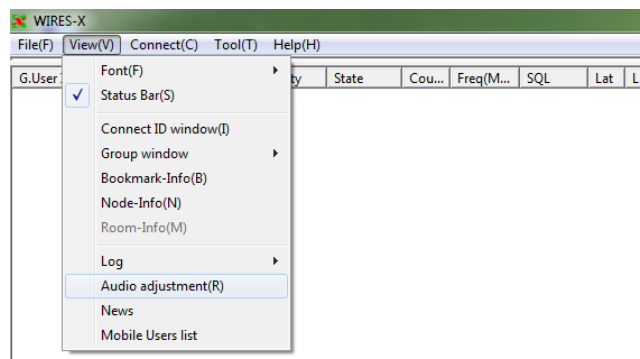 WIRES-X
File(F) View(V) Connect(C) Tool(T) Help(H)
G.User State Cou... Freq(M... SQL Lat
Font(F)
Status Bar(S)
Connect ID window(I)
Group window
Bookmark-Info(B)
Node-Info(N)
Room-Info(M)
Log
Audio adjustment(R)
News
Mobile Users list